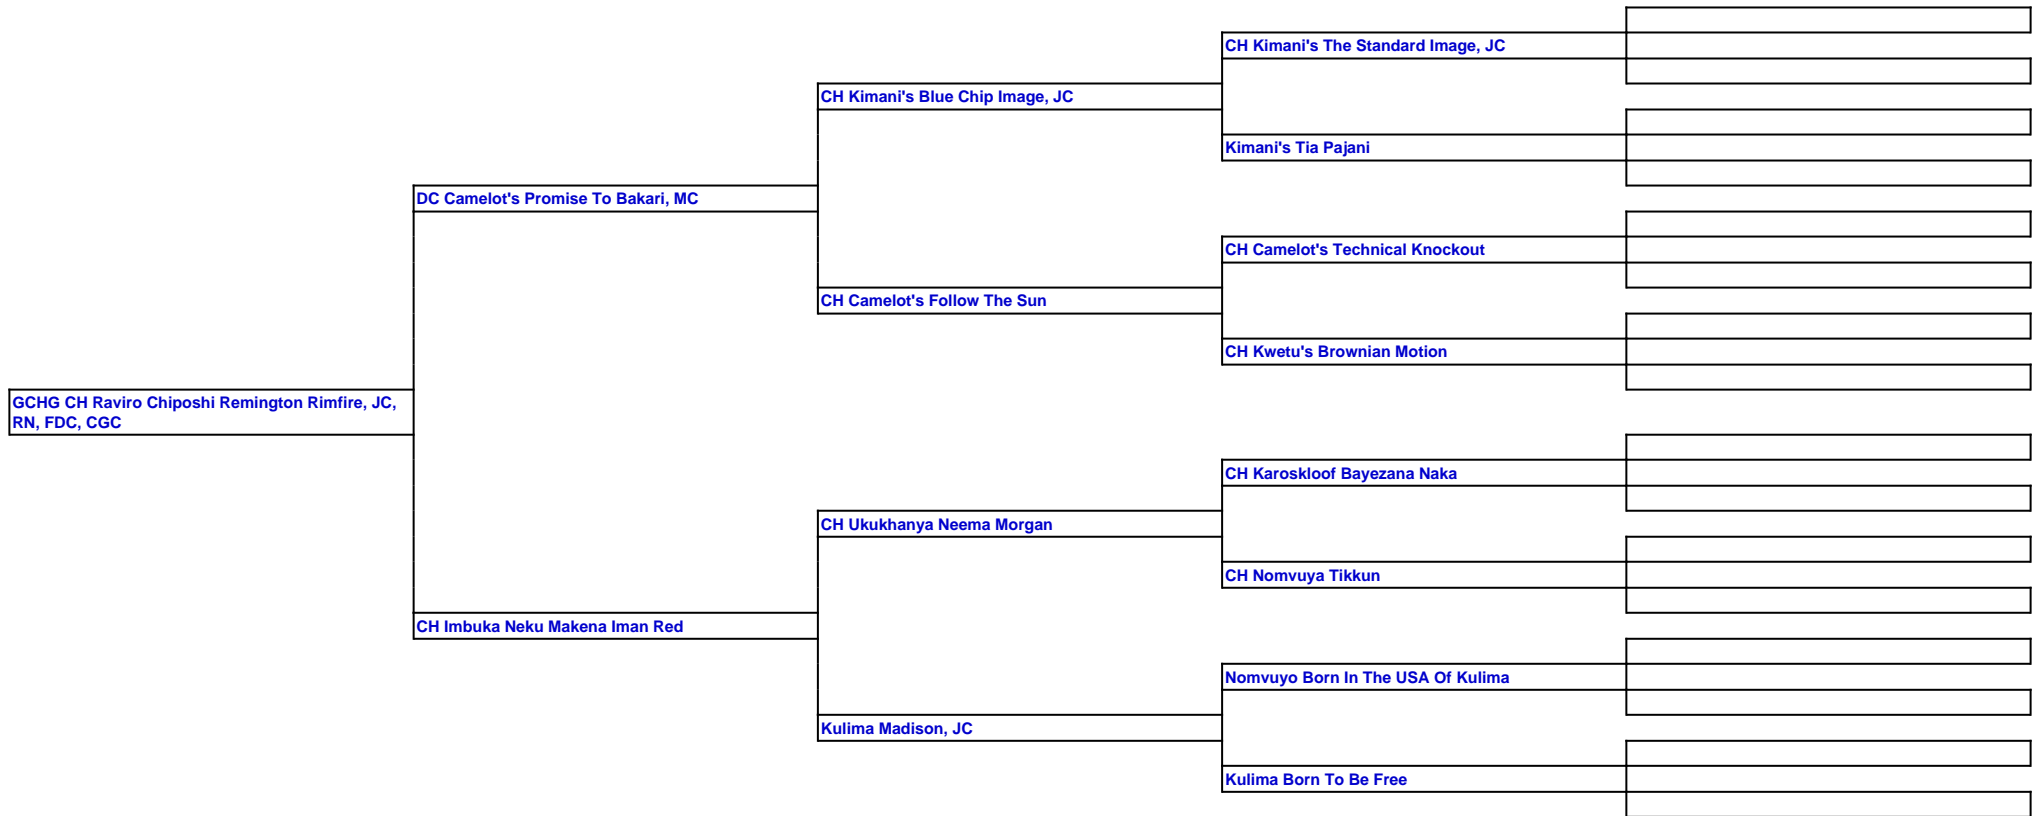 CH Kimani's The Standard Image, JC
CH Kimani's Blue Chip Image, JC
Kimani's Tia Pajani
DC Camelot's Promise To Bakari, MC
CH Camelot's Technical Knockout
CH Camelot's Follow The Sun
CH Kwetu's Brownian Motion
GCHG CH Raviro Chiposhi Remington Rimfire, JC,
RN, FDC, CGC
CH Karoskloof Bayezana Naka
CH Ukukhanya Neema Morgan
CH Nomvuya Tikkun
CH Imbuka Neku Makena Iman Red
Nomvuyo Born In The USA Of Kulima
Kulima Madison, JC
Kulima Born To Be Free